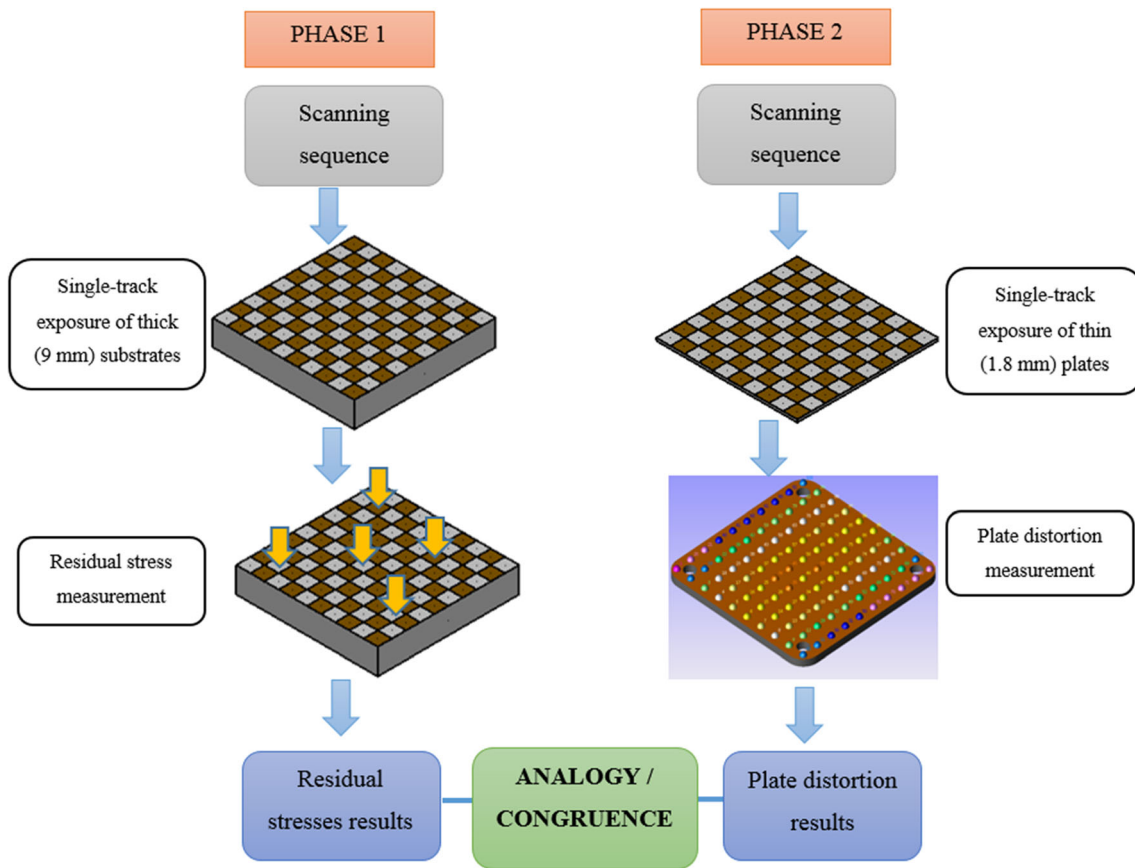 PHASE 1
PHASE 2
Scanning
sequence
Scanning
sequence
Single-track
exposure of thick
(9 mm) substrates
Single-track
exposure of thin
(1.8 mm) plates
Residual stress
measurement
Plate distortion
measurement
Residual
stresses results
ANALOGY /
CONGRUENCE
Plate distortion
results